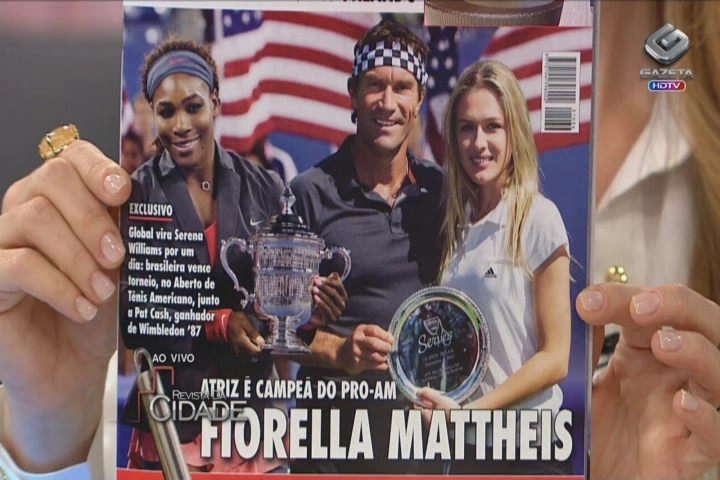 GAZETA
HDTV
EXCLUSIVO
Global vira Serena
Williams por um
dia: brasileira vence
torneio, no Aberto de
Tênis Americano, junto
a Pat Cash, ganhador
de Wimbledon '87
AO VIVO
REVISTA DA
CIDADE
ATRIZ É CAMPEÃ DO PRO-AM
FIORELLA MATTHEIS
adidas